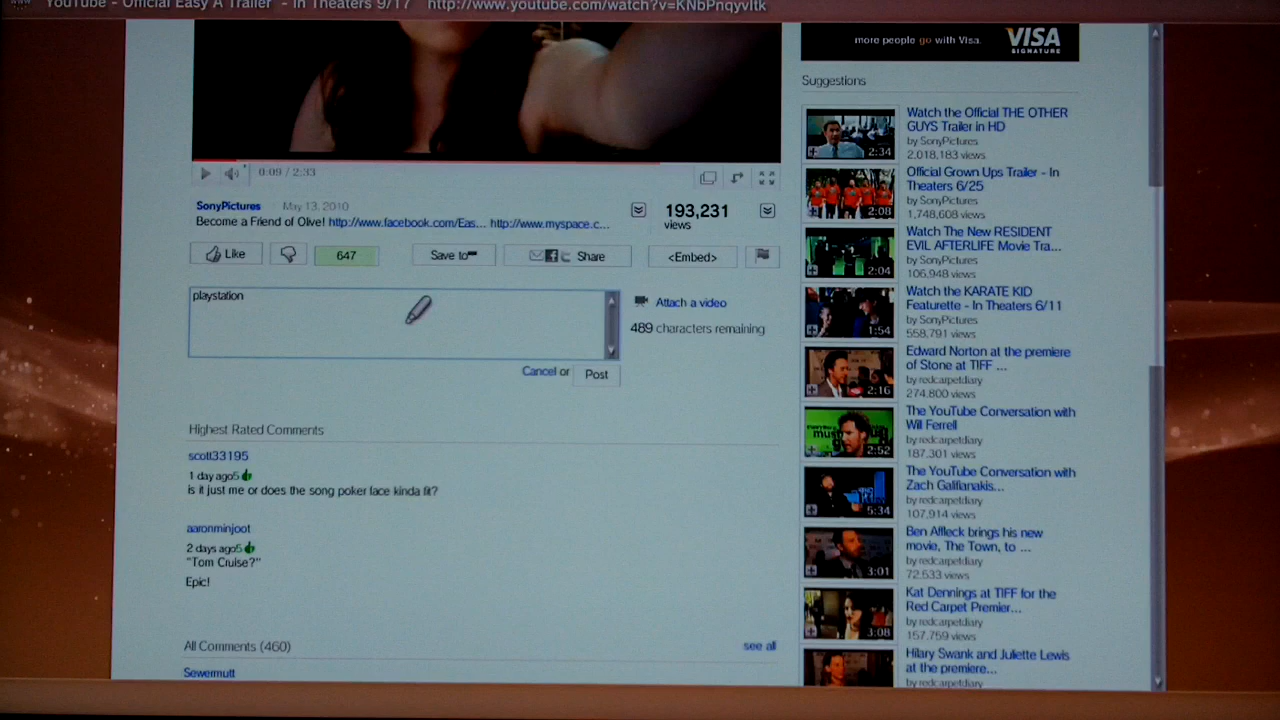 YouTube - Official Easy A Trailer - In Theaters 9/17 http://www.youtube.com/watch?v=KNbPnqyvItk
more people go with Visa.
VISA
SIGNATURE
0:09 / 2:33
SonyPictures May 13, 2010
Become a Friend of Olive! http://www.facebook.com/Eas... http://www.myspace.c...
193,231
views
Like
647
Save to
Share
<Embed>
playstation
Attach a video
489 characters remaining
Cancel or Post
Highest Rated Comments
scott33195
1 day ago5
is it just me or does the song poker face kinda fit?
aaronminjoot
2 days ago5
"Tom Cruise?"
Epic!
All Comments (460)
see all
Sewermutt
Suggestions
2:34
Watch the Official THE OTHER
GUYS Trailer in HD
by SonyPictures
2,018,183 views
2:08
Official Grown Ups Trailer - In
Theaters 6/25
by SonyPictures
1,748,608 views
2:04
Watch The New RESIDENT
EVIL AFTERLIFE Movie Tra...
by SonyPictures
106,948 views
1:54
Watch the KARATE KID
Featurette - In Theaters 6/11
by SonyPictures
558,791 views
2:16
Edward Norton at the premiere
of Stone at TIFF ...
by redcarpetdiary
274,800 views
2:52
The YouTube Conversation with
Will Ferrell
by redcarpetdiary
187,301 views
5:34
The YouTube Conversation with
Zach Galifianakis...
by redcarpetdiary
107,914 views
3:01
Ben Affleck brings his new
movie, The Town, to ...
by redcarpetdiary
72,533 views
3:08
Kat Dennings at TIFF for the
Red Carpet Premier...
by redcarpetdiary
157,759 views
Hilary Swank and Juliette Lewis
at the premiere...
by redcarpetdiary